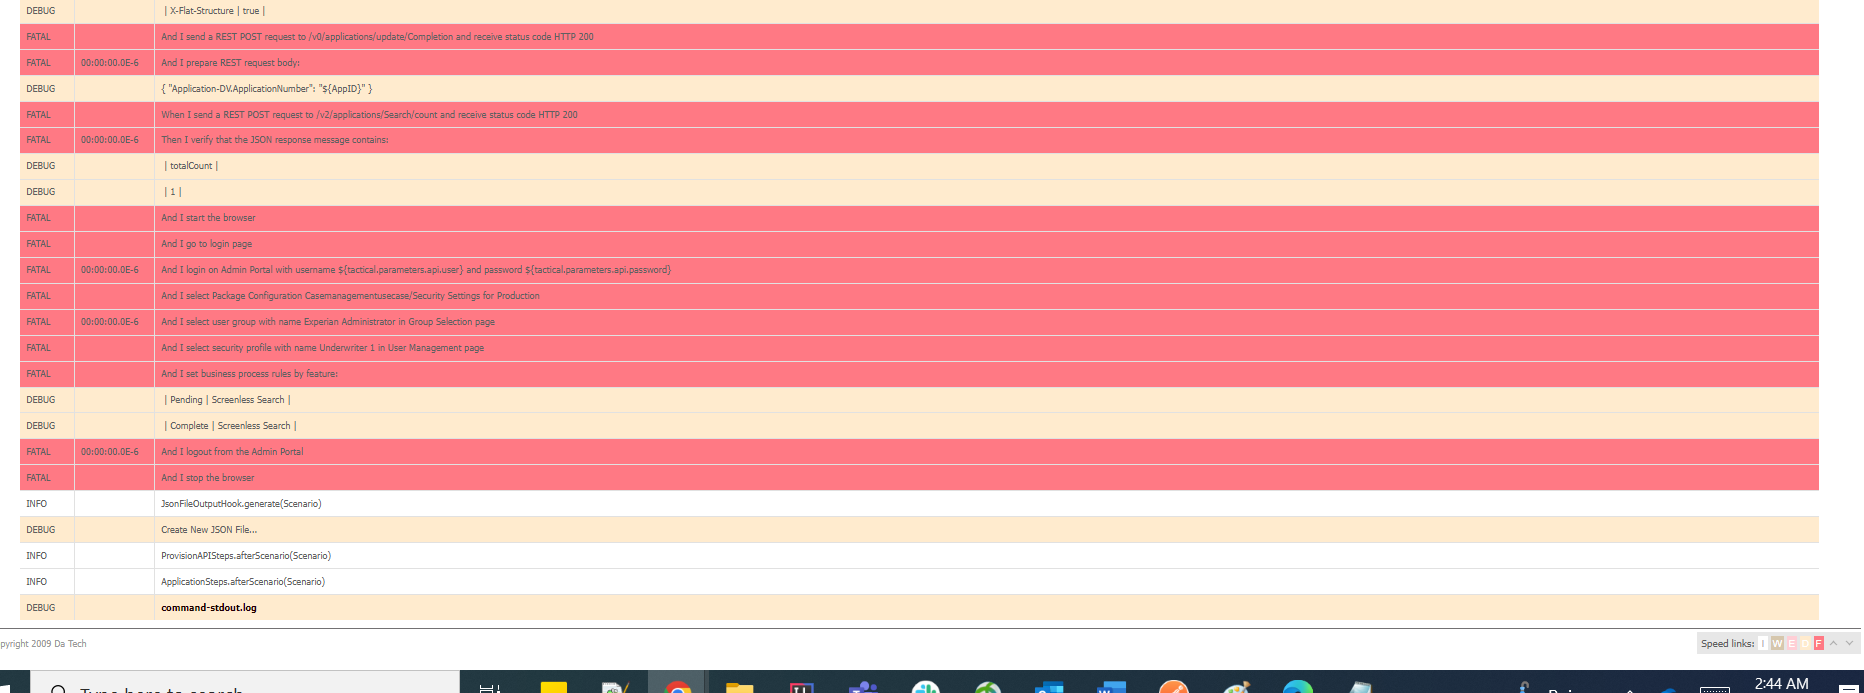 DEBUG | X-Flat-Structure | true |
FATAL And I send a REST POST request to /v0/applications/update/Completion and receive status code HTTP 200
FATAL 00:00:00.0E-6 And I prepare REST request body:
DEBUG { "Application-DV.ApplicationNumber": "${AppID}" }
FATAL When I send a REST POST request to /v2/applications/Search/count and receive status code HTTP 200
FATAL 00:00:00.0E-6 Then I verify that the JSON response message contains:
DEBUG | totalCount |
DEBUG | 1 |
FATAL And I start the browser
FATAL And I go to login page
FATAL 00:00:00.0E-6 And I login on Admin Portal with username ${tactical.parameters.api.user} and password ${tactical.parameters.api.password}
FATAL And I select Package Configuration Casemanagementusecase/Security Settings for Production
FATAL 00:00:00.0E-6 And I select user group with name Experian Administrator in Group Selection page
FATAL And I select security profile with name Underwriter 1 in User Management page
FATAL And I set business process rules by feature:
DEBUG | Pending | Screenless Search |
DEBUG | Complete | Screenless Search |
FATAL 00:00:00.0E-6 And I logout from the Admin Portal
FATAL And I stop the browser
INFO JsonFileOutputHook.generate(Scenario)
DEBUG Create New JSON File...
INFO ProvisionAPISteps.afterScenario(Scenario)
INFO ApplicationSteps.afterScenario(Scenario)
DEBUG command-stdout.log
pyright 2009 Da Tech
Speed links: I W E D F
Type here to search
2:44 AM